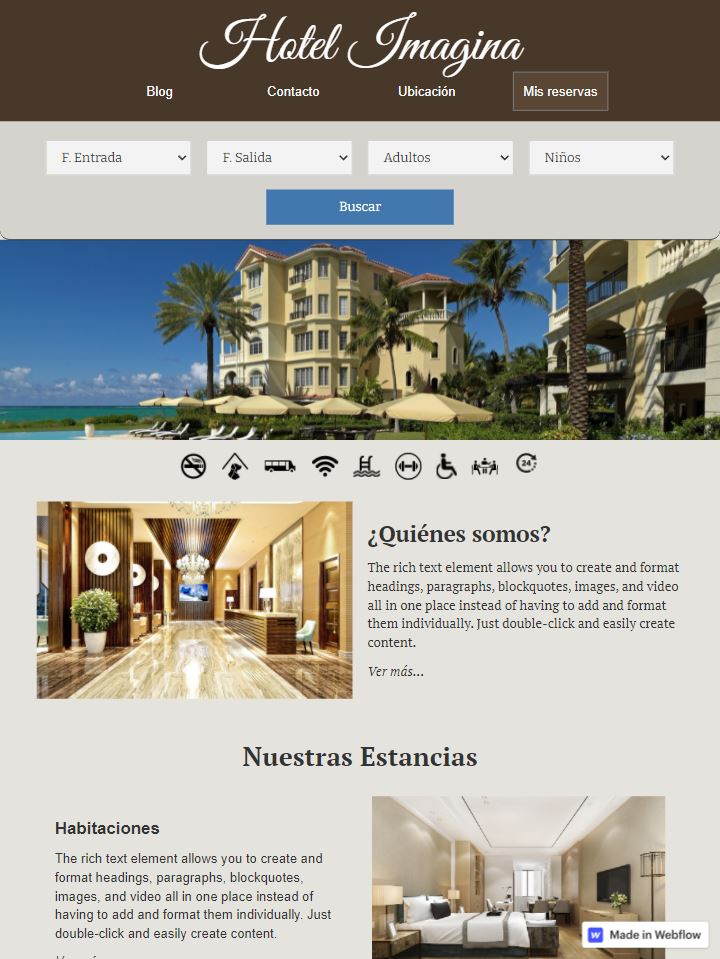 Hotel Imagina
Blog
Contacto
Ubicación
Mis reservas
F. Entrada
F. Salida
Adultos
Niños
Buscar
24
¿Quiénes somos?
The rich text element allows you to create and format
headings, paragraphs, blockquotes, images, and video
all in one place instead of having to add and format
them individually. Just double-click and easily create
content.
Ver más...
Nuestras Estancias
Habitaciones
The rich text element allows you to create and
format headings, paragraphs, blockquotes,
images, and video all in one place instead of
having to add and format them individually. Just
double-click and easily create content.
Made in Webflow